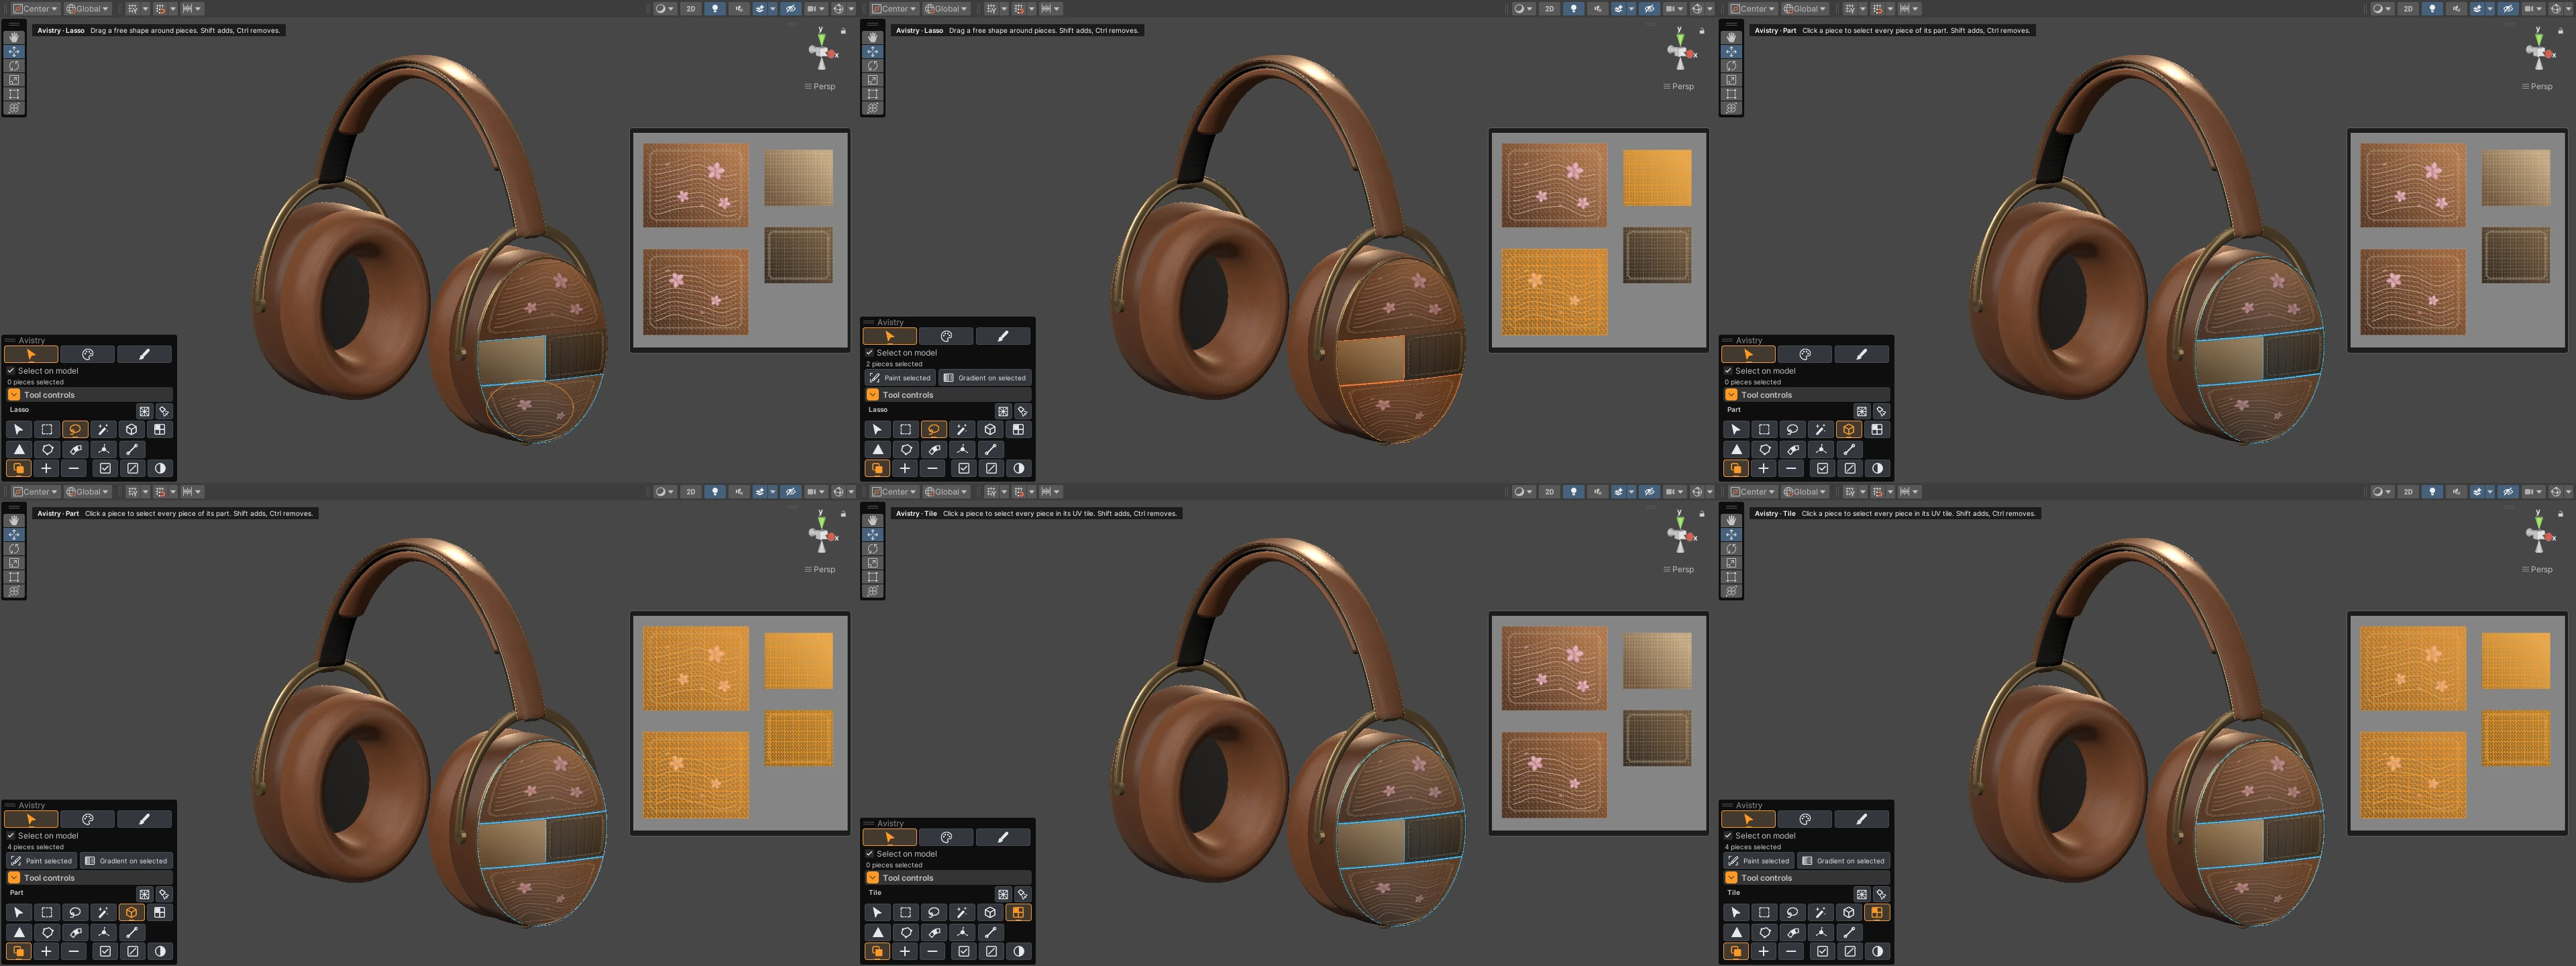 Center Global 2D
Avistry · Lasso Drag a free shape around pieces. Shift adds, Ctrl removes.
y
x
Persp
Avistry
Select on model
0 pieces selected
Tool controls
Lasso
Center Global 2D
Avistry · Lasso Drag a free shape around pieces. Shift adds, Ctrl removes.
y
x
Persp
Avistry
Select on model
2 pieces selected
Paint selected Gradient on selected
Tool controls
Lasso
Center Global 2D
Avistry · Part Click a piece to select every piece of its part. Shift adds, Ctrl removes.
y
x
Persp
Avistry
Select on model
0 pieces selected
Tool controls
Part
Center Global 2D
Avistry · Part Click a piece to select every piece of its part. Shift adds, Ctrl removes.
y
x
Persp
Avistry
Select on model
4 pieces selected
Paint selected Gradient on selected
Tool controls
Part
Center Global 2D
Avistry · Tile Click a piece to select every piece in its UV tile. Shift adds, Ctrl removes.
y
x
Persp
Avistry
Select on model
0 pieces selected
Tool controls
Tile
Center Global 2D
Avistry · Tile Click a piece to select every piece in its UV tile. Shift adds, Ctrl removes.
y
x
Persp
Avistry
Select on model
4 pieces selected
Paint selected Gradient on selected
Tool controls
Tile